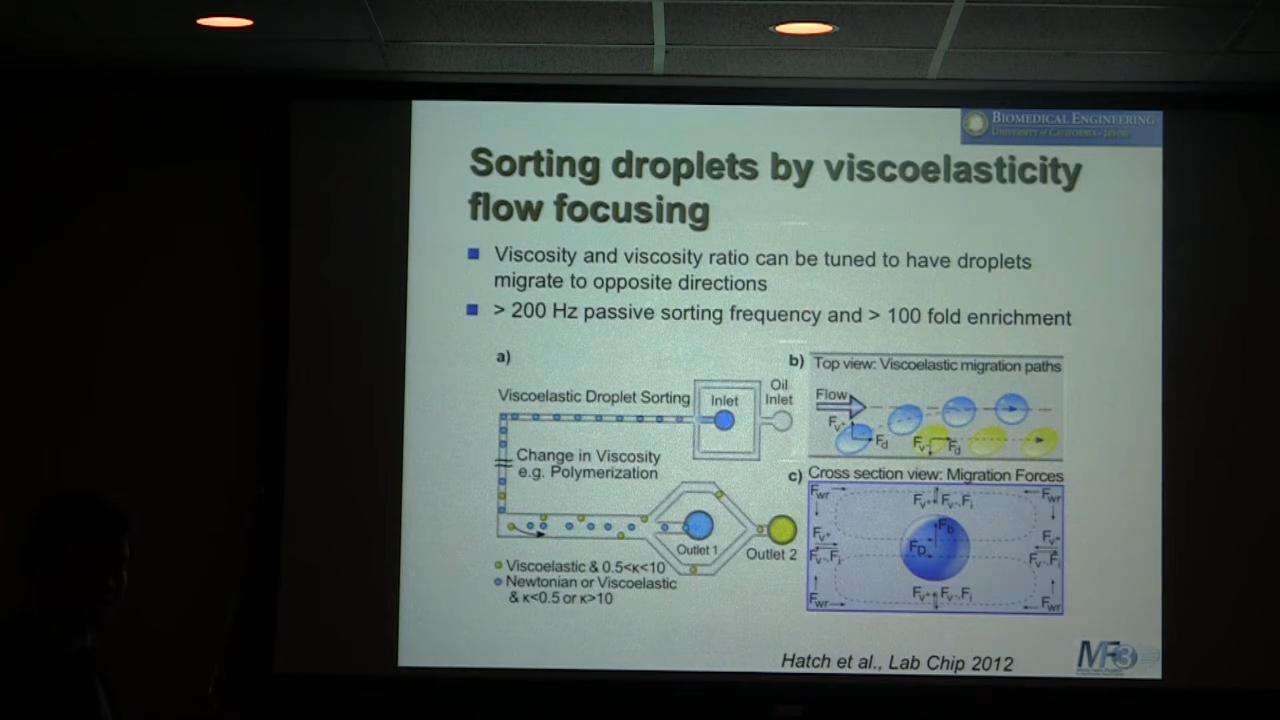 BIOMEDICAL ENGINEERING
UNIVERSITY of CALIFORNIA
Sorting droplets by viscoelasticity
flow focusing
Viscosity and viscosity ratio can be tuned to have droplets
migrate to opposite directions
> 200 Hz passive sorting frequency and > 100 fold enrichment
a)
Viscoelastic Droplet Sorting
Inlet
Oil
Inlet
Change in Viscosity
e.g. Polymerization
Outlet 1
Outlet 2
Viscoelastic & 0.5<κ<10
Newtonian or Viscoelastic
& κ<0.5 or κ>10
b)
Top view: Viscoelastic migration paths
Flow
Fv+
Fd
Fv-
Fd
c)
Cross section view: Migration Forces
Fwr
Fv+
Fv-
Fi
Fwr
Fv+
Fv-
Fi
Fb
FD
Fv+
Fv-
Fi
Fwr
Fv+
Fv-
Fi
Fwr
Hatch et al., Lab Chip 2012
MF3